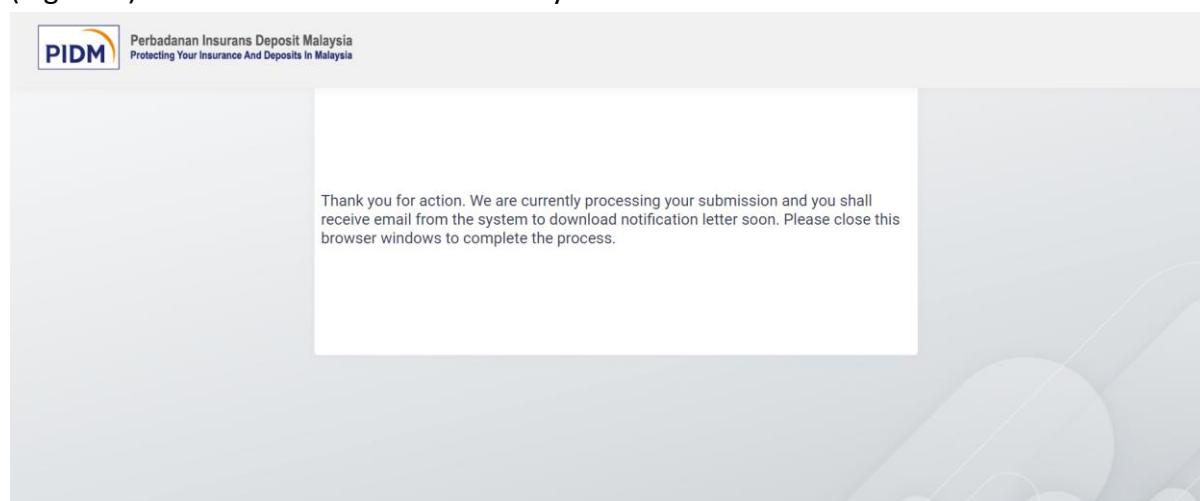 PIDM
Perbadanan Insurans Deposit Malaysia
Protecting Your Insurance And Deposits In Malaysia
Thank you for action. We are currently processing your submission and you shall
receive email from the system to download notification letter soon. Please close this
browser windows to complete the process.